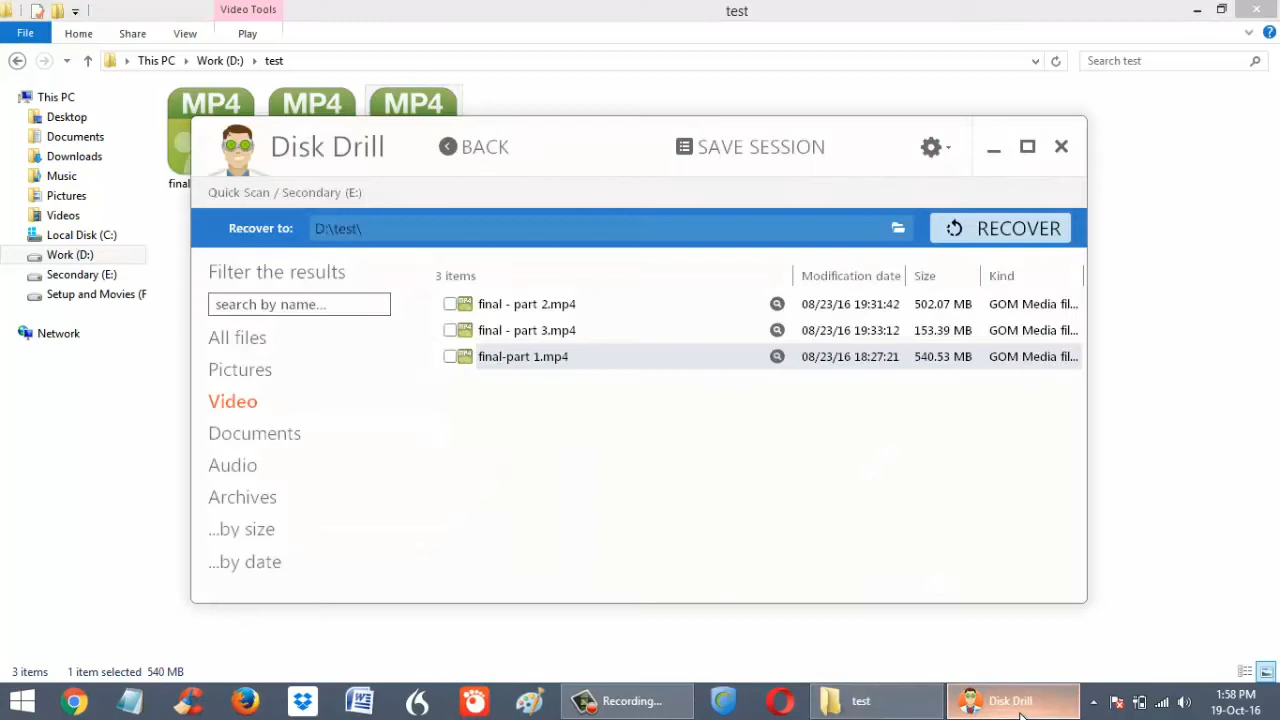 Video Tools
test
File
Home
Share
View
Play
This PC
Work (D:)
test
Search test
This PC
Desktop
Documents
Downloads
Music
Pictures
Videos
Local Disk (C:)
Work (D:)
Secondary (E:)
Setup and Movies (F
Network
MP4
MP4
MP4
final
Disk Drill
BACK
SAVE SESSION
Quick Scan / Secondary (E:)
Recover to:
D:\test\
RECOVER
Filter the results
search by name...
All files
Pictures
Video
Documents
Audio
Archives
...by size
...by date
3 items
Modification date
Size
Kind
final - part 2.mp4
08/23/16 19:31:42
502.07 MB
GOM Media fil...
final - part 3.mp4
08/23/16 19:33:12
153.39 MB
GOM Media fil...
final-part 1.mp4
08/23/16 18:27:21
540.53 MB
GOM Media fil...
3 items
1 item selected 540 MB
Recording...
test
Disk Drill
1:58 PM
19-Oct-16